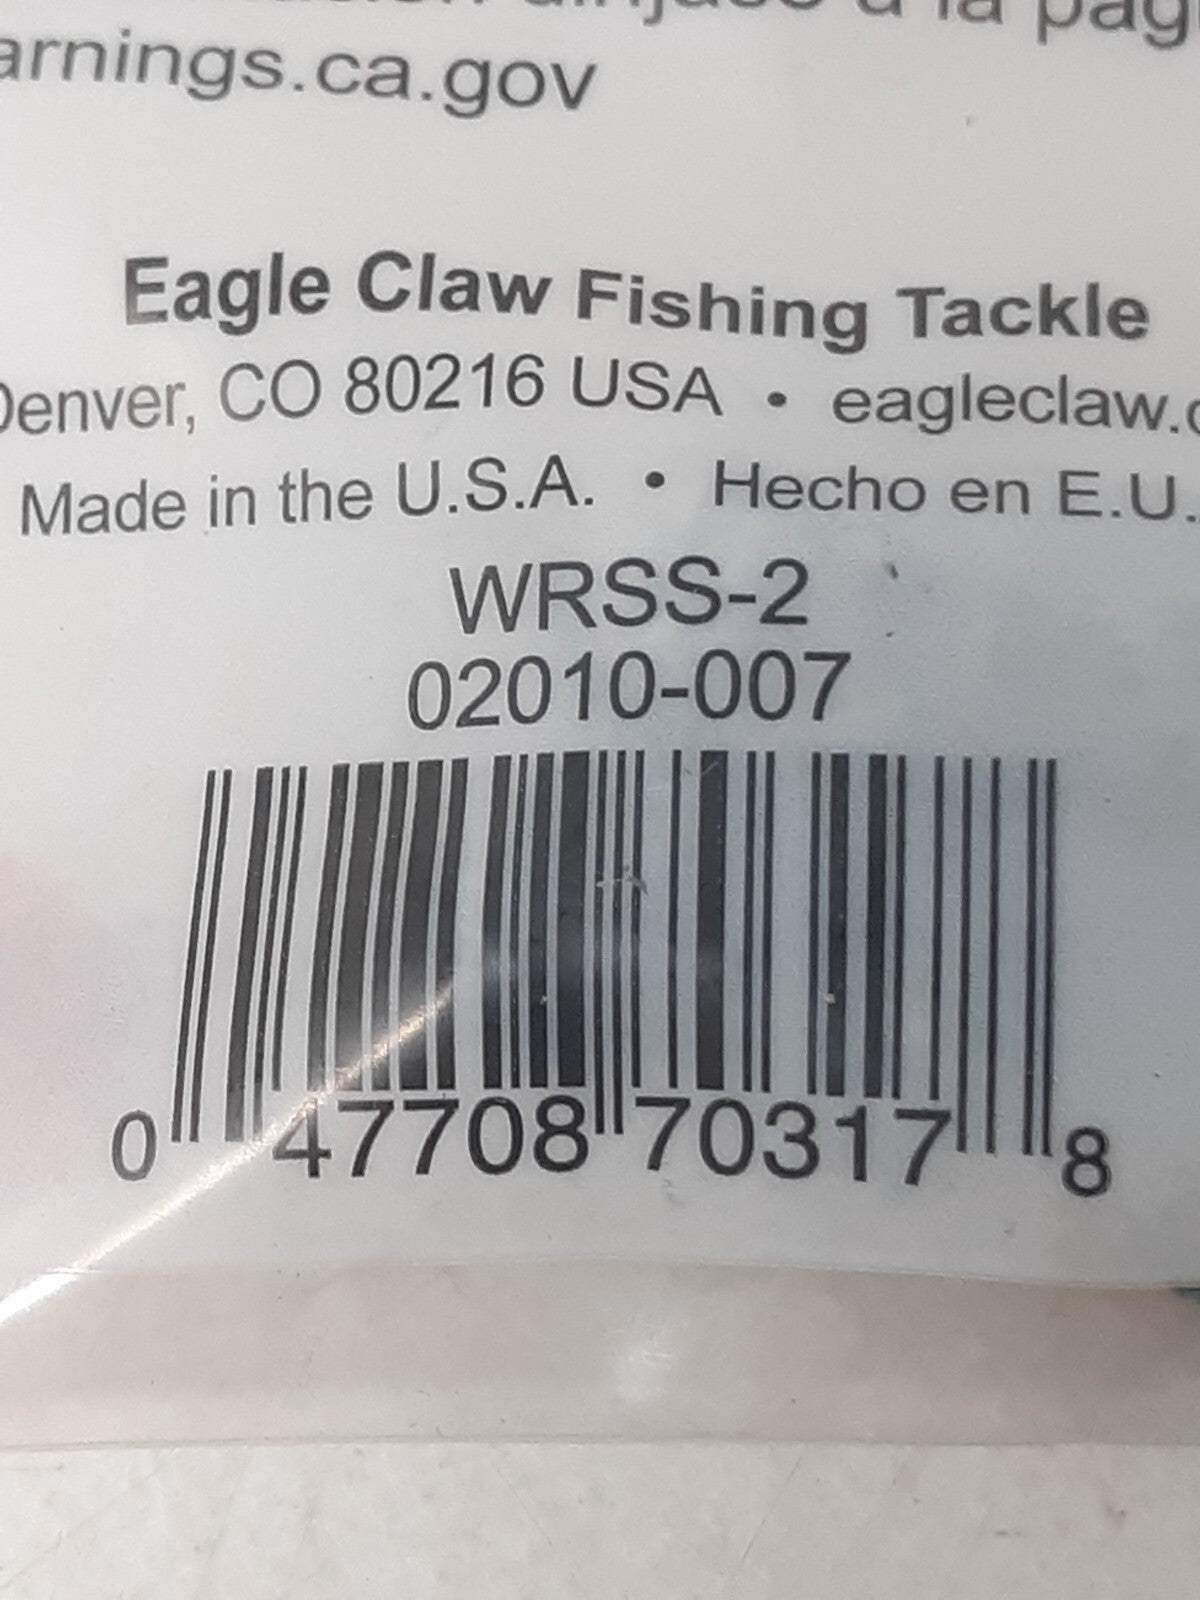 a la
arnings.ca.gov
Eagle Claw Fishing Tackle
Denver, CO 80216 USA • eagleclaw.c
Made in the U.S.A. • Hecho en E.U.
WRSS-2
02010-007
0 47708 70317 8